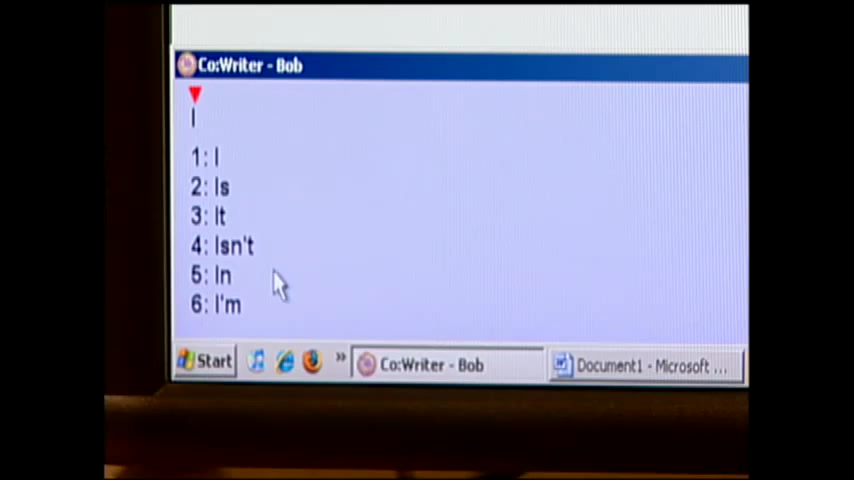 Co:Writer - Bob
I
1: I
2: Is
3: It
4: Isn't
5: In
6: I'm
Start » Co:Writer - Bob Document1 - Microsoft ...